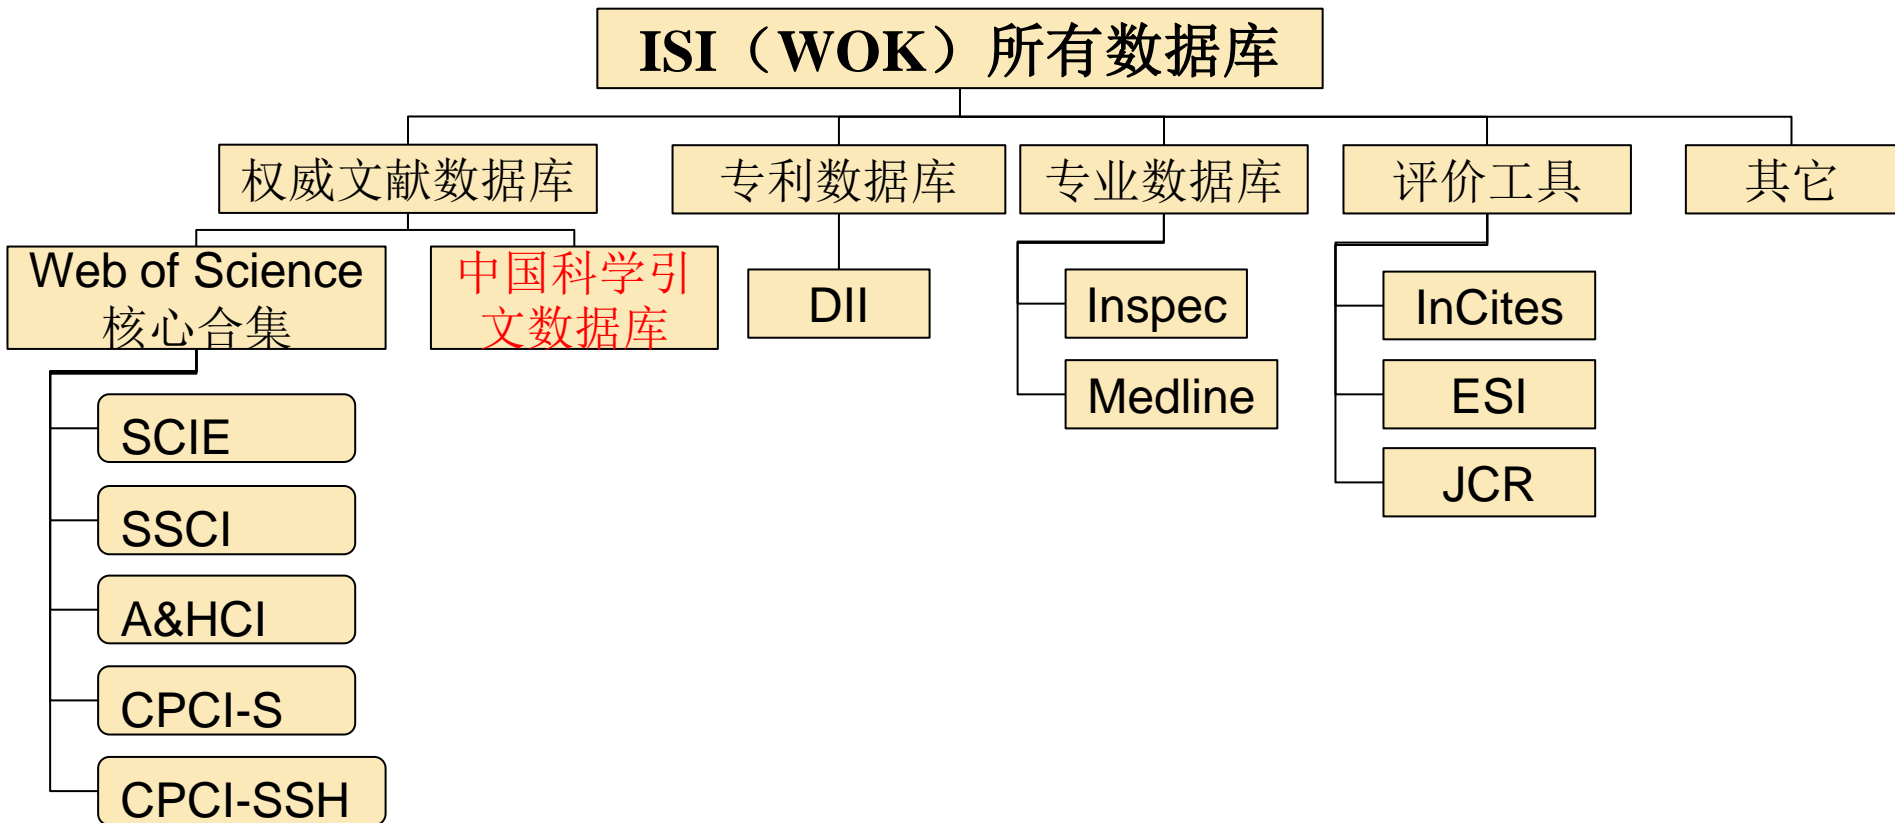 ISI（WOK）所有数据库
权威文献数据库
专利数据库
专业数据库
评价工具
其它
Web of Science
核心合集
中国科学引
文数据库
DII
Inspec
Medline
InCites
ESI
JCR
SCIE
SSCI
A&HCI
CPCI-S
CPCI-SSH